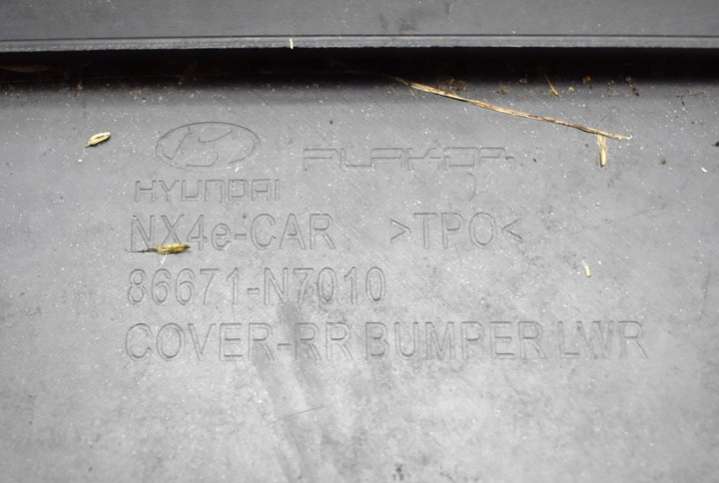 PLAKOR
HYUNDAI
NX4e-CAR >TPO<
86671-N7010
COVER-RR BUMPER LWR